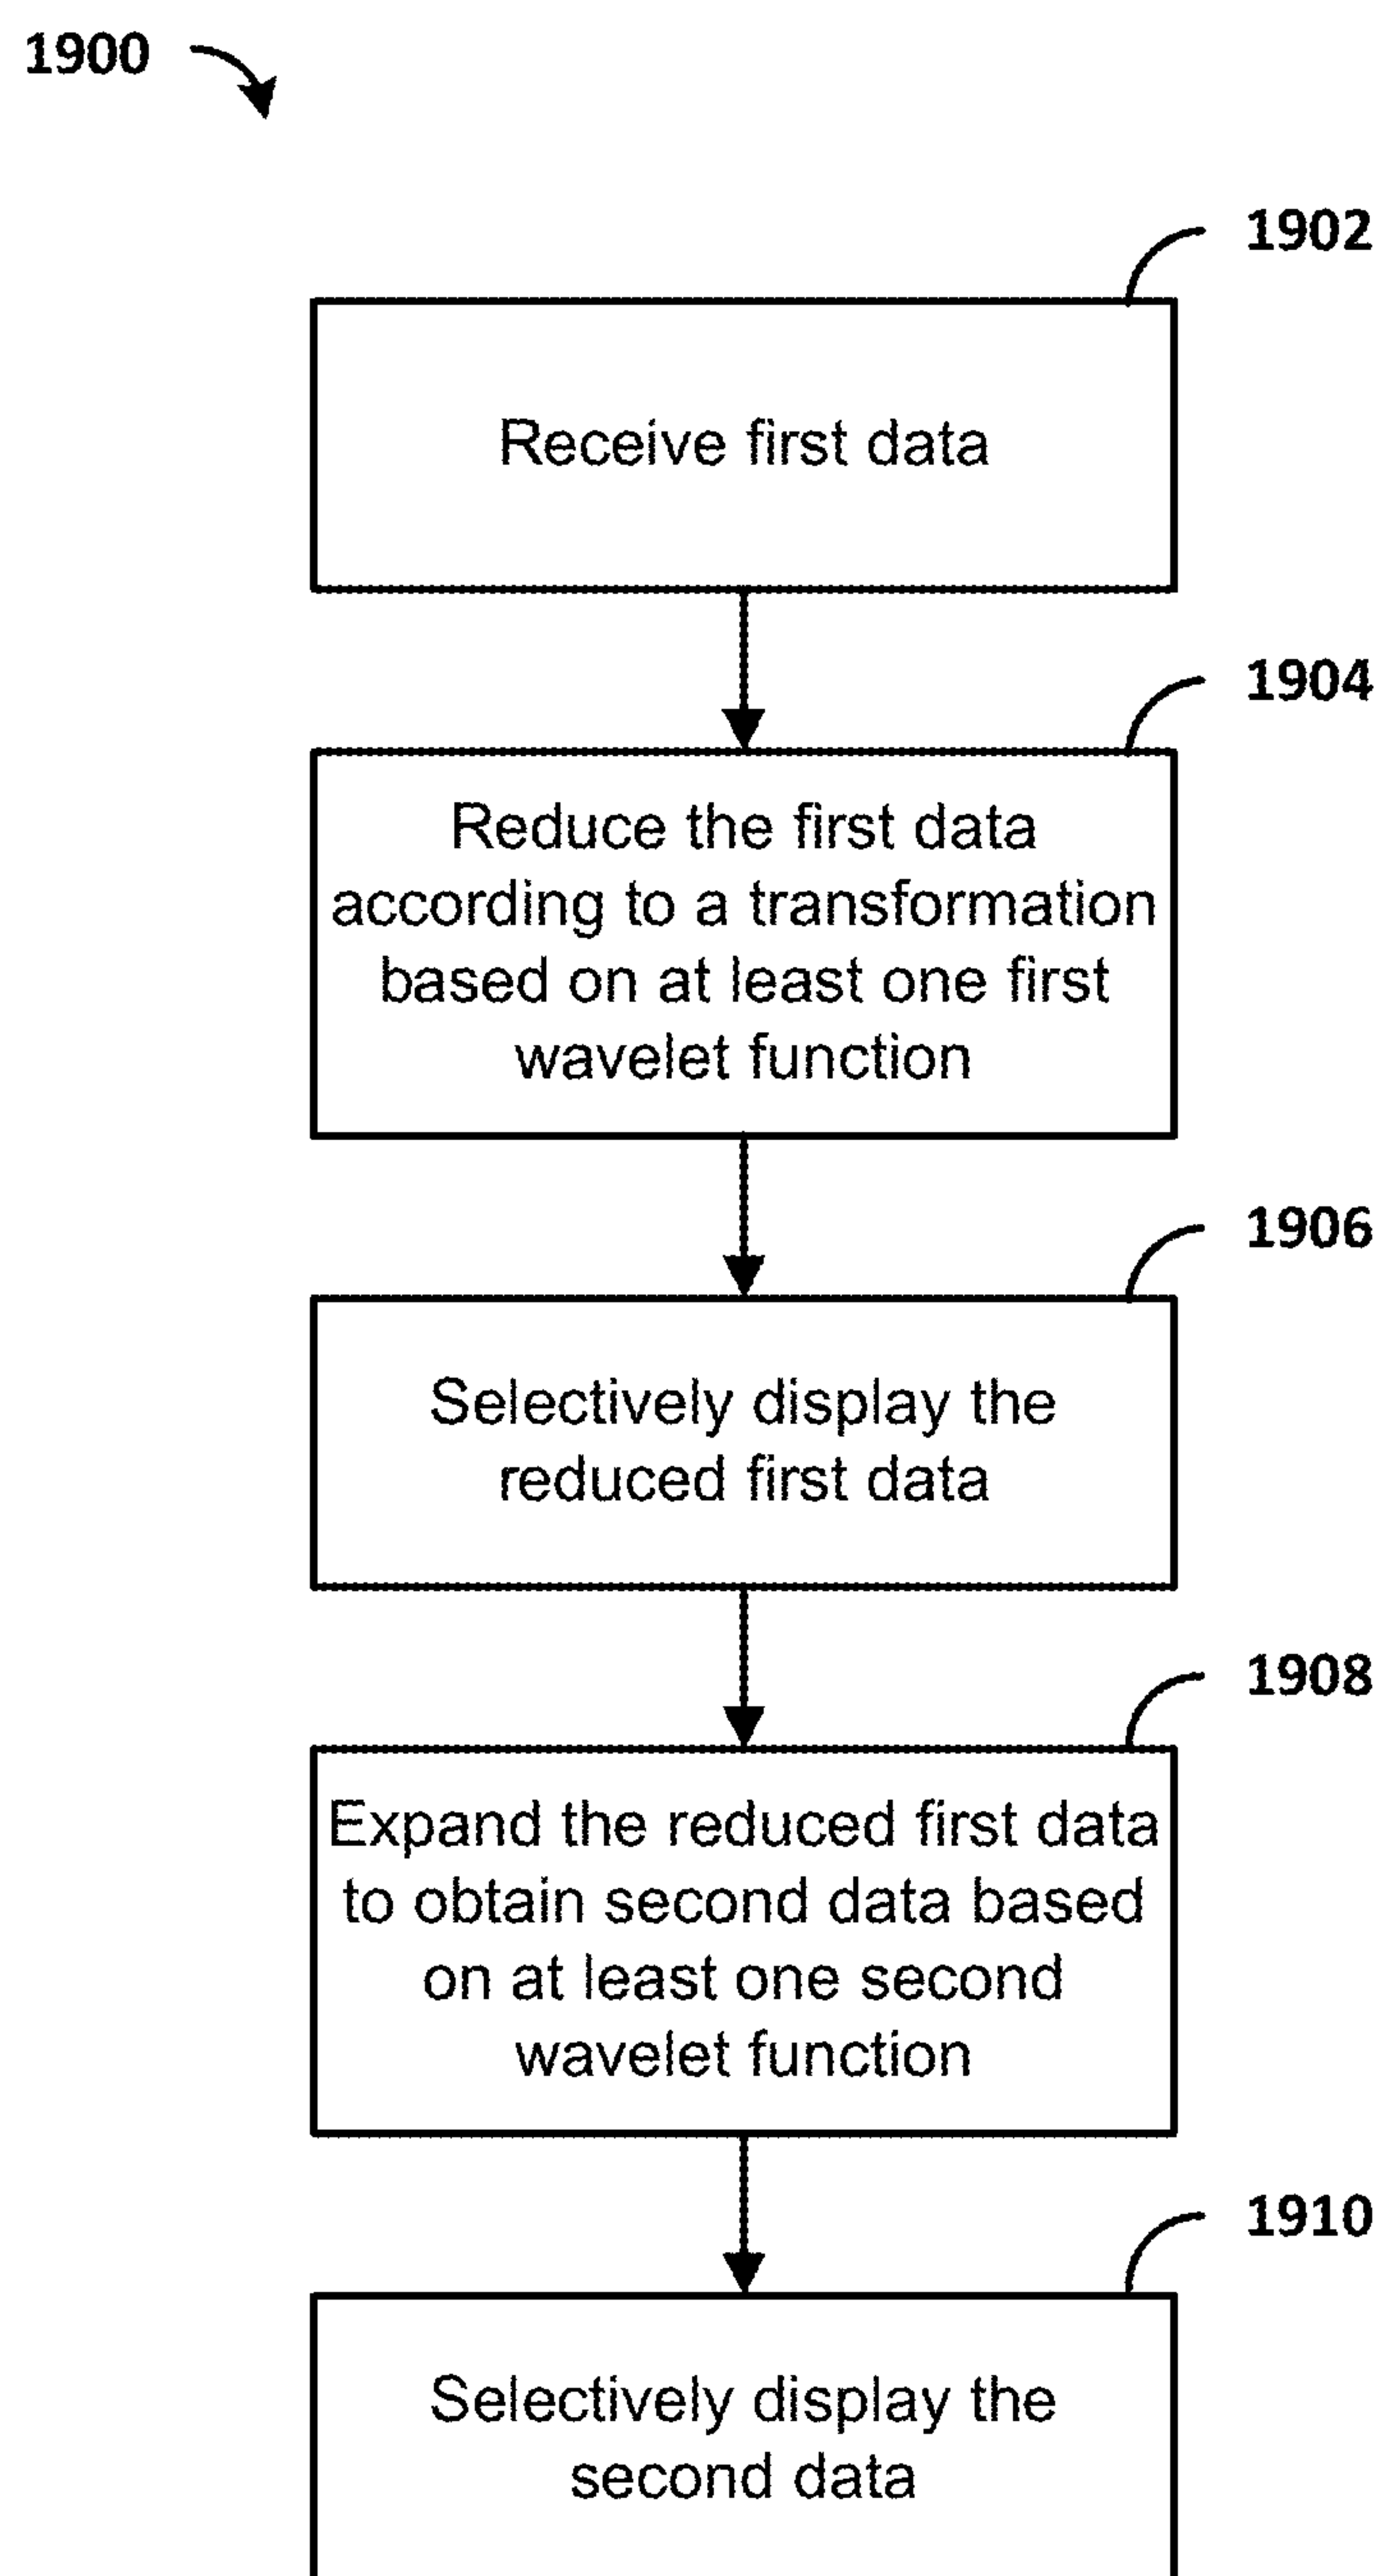 1900
1902
Receive first data
1904
Reduce the first data
according to a transformation
based on at least one first
wavelet function
1906
Selectively display the
reduced first data
1908
Expand the reduced first data
to obtain second data based
on at least one second
wavelet function
1910
Selectively display the
second data